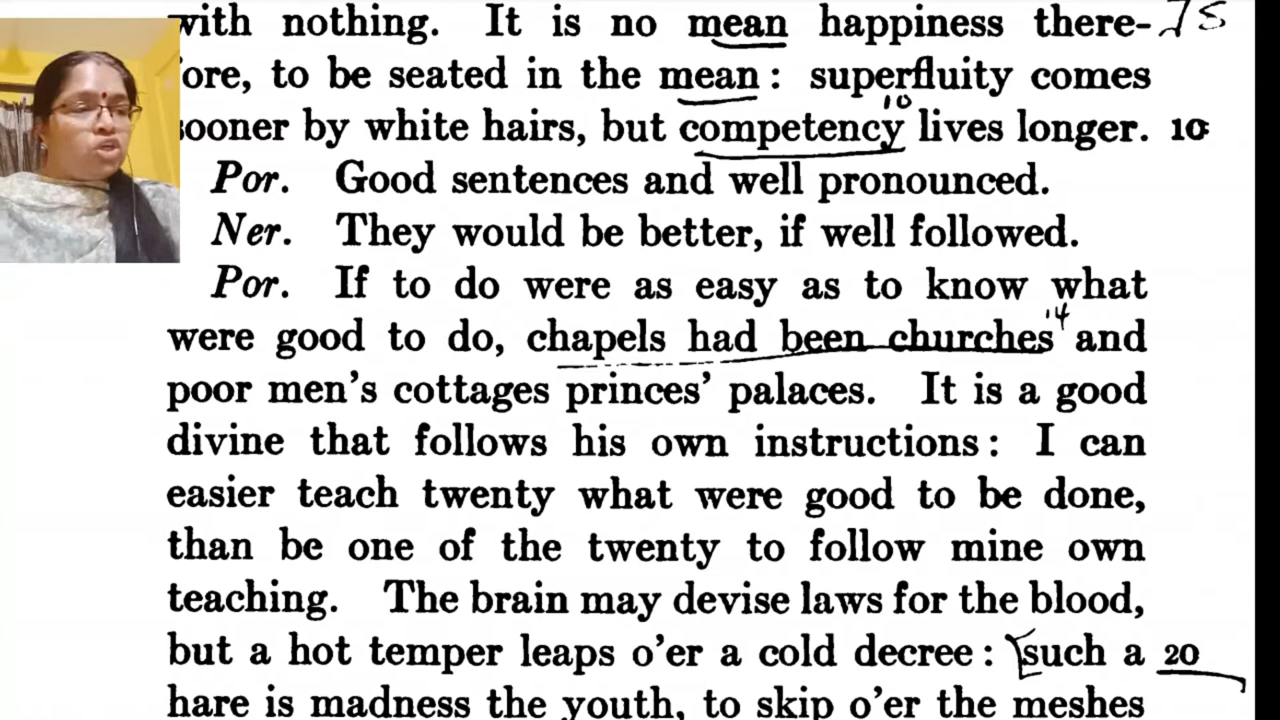 with nothing. It is no mean happiness there- 75
fore, to be seated in the mean : superfluity comes
sooner by white hairs, but competency 10 lives longer. 10
Por. Good sentences and well pronounced.
Ner. They would be better, if well followed.
Por. If to do were as easy as to know what
were good to do, chapels had been churches 14 and
poor men's cottages princes' palaces. It is a good
divine that follows his own instructions : I can
easier teach twenty what were good to be done,
than be one of the twenty to follow mine own
teaching. The brain may devise laws for the blood,
but a hot temper leaps o'er a cold decree : such a 20
hare is madness the youth, to skip o'er the meshes